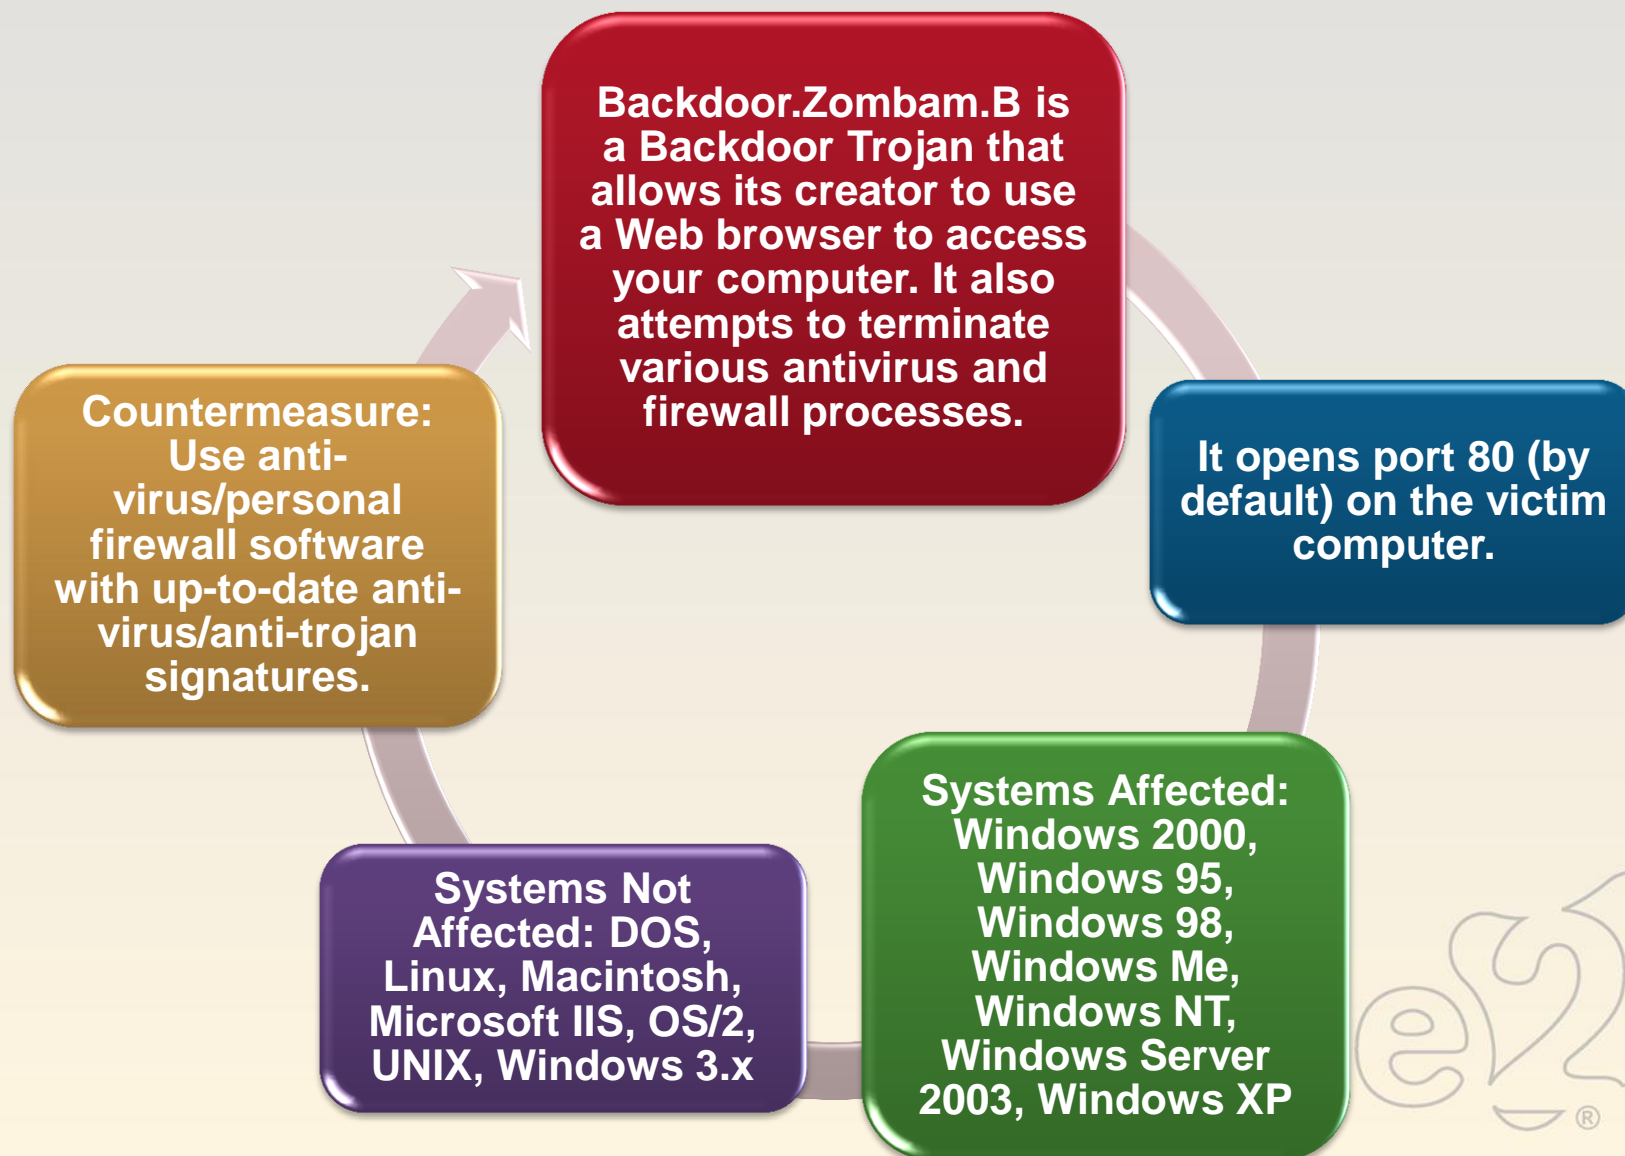 Backdoor.Zombam.B is
a Backdoor Trojan that
allows its creator to use
a Web browser to access
your computer. It also
attempts to terminate
various antivirus and
firewall processes.
It opens port 80 (by
default) on the victim
computer.
Systems Affected:
Windows 2000,
Windows 95,
Windows 98,
Windows Me,
Windows NT,
Windows Server
2003, Windows XP
Systems Not
Affected: DOS,
Linux, Macintosh,
Microsoft IIS, OS/2,
UNIX, Windows 3.x
Countermeasure:
Use anti-
virus/personal
firewall software
with up-to-date anti-
virus/anti-trojan
signatures.
e2
®